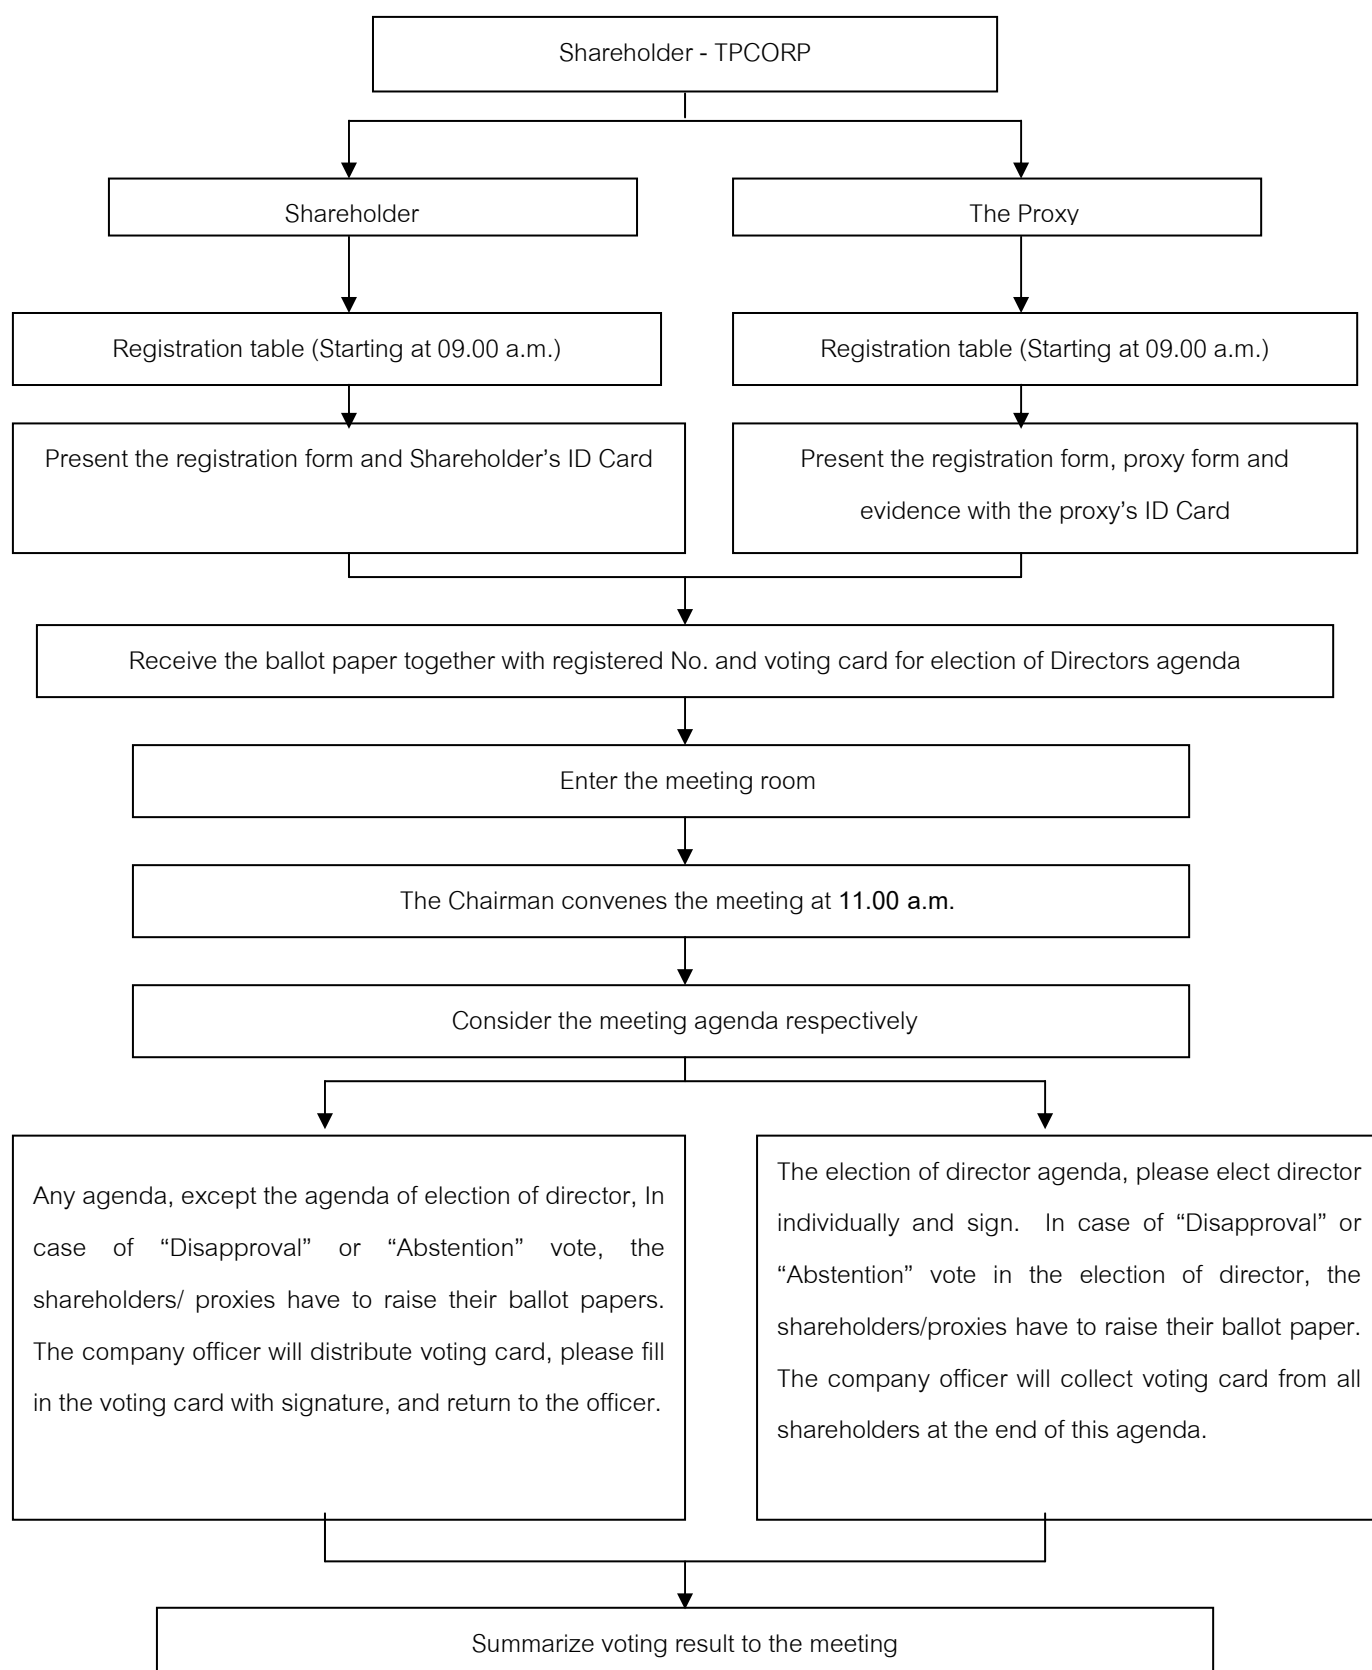 Shareholder - TPCORP
Shareholder
The Proxy
Registration table (Starting at 09.00 a.m.)
Registration table (Starting at 09.00 a.m.)
Present the registration form and Shareholder's ID Card
Present the registration form, proxy form and
evidence with the proxy's ID Card
Receive the ballot paper together with registered No. and voting card for election of Directors agenda
Enter the meeting room
The Chairman convenes the meeting at 11.00 a.m.
Consider the meeting agenda respectively
Any agenda, except the agenda of election of director, In
case of “Disapproval” or “Abstention” vote, the
shareholders/ proxies have to raise their ballot papers.
The company officer will distribute voting card, please fill
in the voting card with signature, and return to the officer.
The election of director agenda, please elect director
individually and sign. In case of “Disapproval” or
“Abstention” vote in the election of director, the
shareholders/proxies have to raise their ballot paper.
The company officer will collect voting card from all
shareholders at the end of this agenda.
Summarize voting result to the meeting